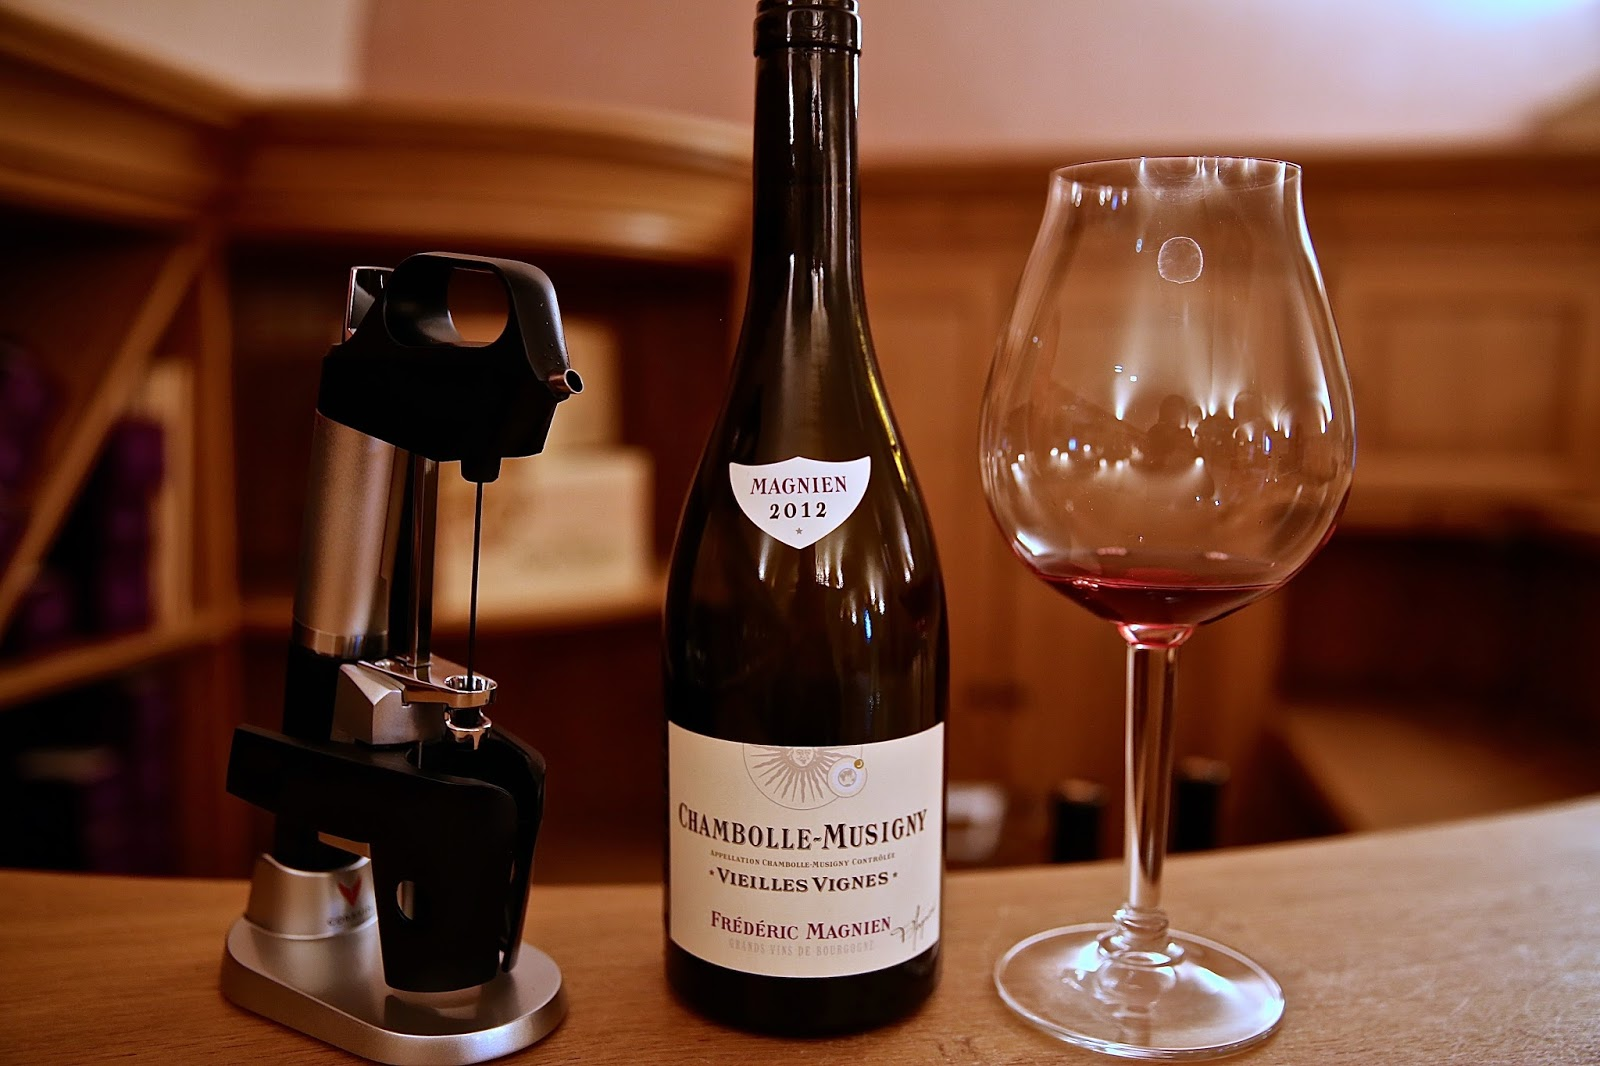 MAGNIEN
2012
CHAMBOLLE-MUSIGNY
APPELLATION CHAMBOLLE-MUSIGNY CONTRÔLÉE
VIEILLES VIGNES
FRÉDÉRIC MAGNIEN
GRANDS VINS DE BOURGOGNE